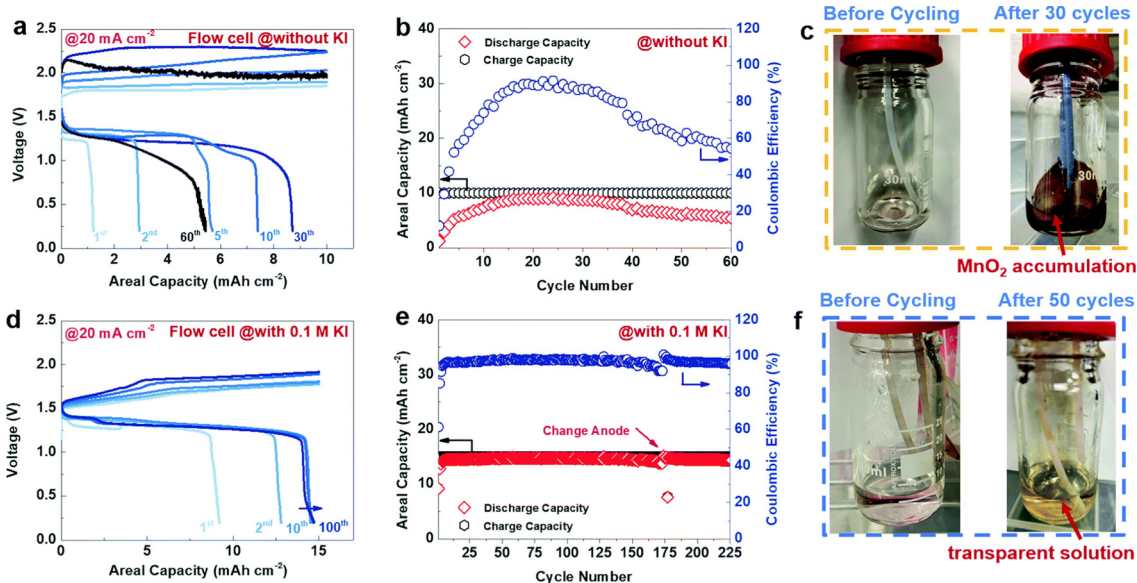 a
@20 mA cm⁻² Flow cell @without KI
2.5
2.0
1.5
1.0
0.5
0.0
Voltage (V)
1ˢᵗ 2ⁿᵈ 60ᵗʰ 5ᵗʰ 10ᵗʰ 30ᵗʰ
0 2 4 6 8 10
Areal Capacity (mAh cm⁻²)
b
@without KI
Discharge Capacity
Charge Capacity
40
30
20
10
0
Areal Capacity (mAh cm⁻²)
120
100
80
60
40
20
0
Coulombic Efficiency (%)
10 20 30 40 50 60
Cycle Number
c
Before Cycling After 30 cycles
30ml
30ml
MnO₂ accumulation
d
@20 mA cm⁻² Flow cell @with 0.1 M KI
2.5
2.0
1.5
1.0
0.5
0.0
Voltage (V)
1ˢᵗ 2ⁿᵈ 10ᵗʰ 100ᵗʰ
0 5 10 15
Areal Capacity (mAh cm⁻²)
e
@with 0.1 M KI
40
30
20
10
0
Areal Capacity (mAh cm⁻²)
Change Anode
Discharge Capacity
Charge Capacity
120
100
80
60
40
20
0
Coulombic Efficiency (%)
25 50 75 100 125 150 175 200 225
Cycle Number
f
Before Cycling After 50 cycles
transparent solution